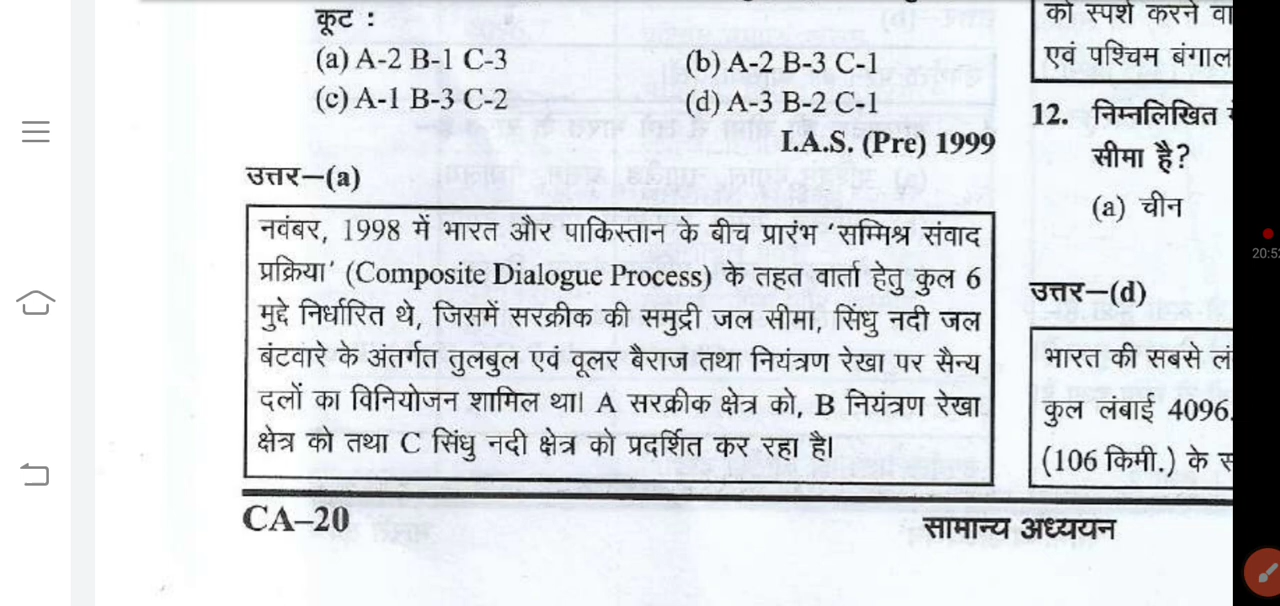 कूट :
(a) A-2 B-1 C-3
(b) A-2 B-3 C-1
(c) A-1 B-3 C-2
(d) A-3 B-2 C-1
I.A.S. (Pre) 1999
उत्तर–(a)
नवंबर, 1998 में भारत और पाकिस्तान के बीच प्रारंभ ‘सम्मिश्र संवाद
प्रक्रिया’ (Composite Dialogue Process) के तहत वार्ता हेतु कुल 6
मुद्दे निर्धारित थे, जिसमें सरक्रीक की समुद्री जल सीमा, सिंधु नदी जल
बंटवारे के अंतर्गत तुलबुल एवं वूलर बैराज तथा नियंत्रण रेखा पर सैन्य
दलों का विनियोजन शामिल था। A सरक्रीक क्षेत्र को, B नियंत्रण रेखा
क्षेत्र को तथा C सिंधु नदी क्षेत्र को प्रदर्शित कर रहा है।
CA–20
सामान्य अध्ययन
को स्पर्श करने वा
एवं पश्चिम बंगाल
12. निम्नलिखित
सीमा है?
(a) चीन
उत्तर–(d)
भारत की सबसे लं
कुल लंबाई 4096.
(106 किमी.) के
20:52